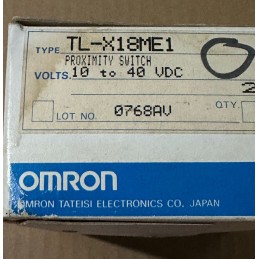 TYPE TL-X18ME1
PROXIMITY SWITCH
VOLTS. 10 to 40 VDC
LOT NO. 0768AV QTY.
OMRON
OMRON TATEISI ELECTRONICS CO. JAPAN